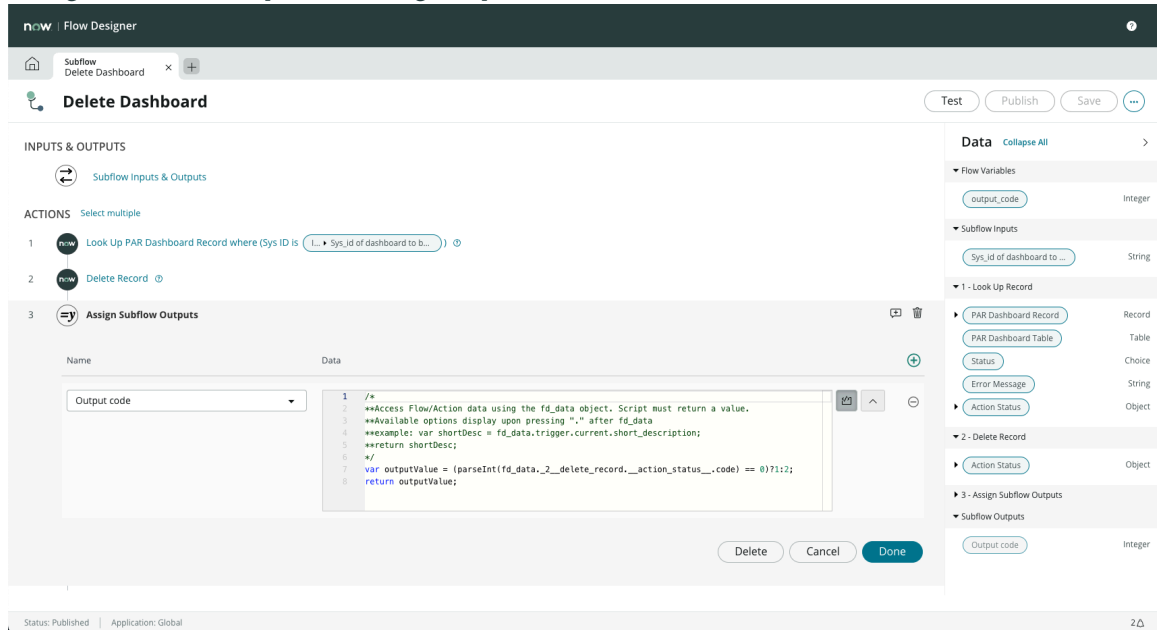 now | Flow Designer
Subflow
Delete Dashboard
Delete Dashboard
Test
Publish
Save
INPUTS & OUTPUTS
Subflow Inputs & Outputs
ACTIONS Select multiple
1 now Look Up PAR Dashboard Record where (Sys ID is I... ▸ Sys_id of dashboard to b... )
2 now Delete Record
3 =y Assign Subflow Outputs
Name
Data
Output code
1 /*
2 **Access Flow/Action data using the fd_data object. Script must return a value.
3 **Available options display upon pressing "." after fd_data
4 **example: var shortDesc = fd_data.trigger.current.short_description;
5 **return shortDesc;
6 */
7 var outputValue = (parseInt(fd_data._2__delete_record.__action_status__.code) == 0)?1:2;
8 return outputValue;
Delete
Cancel
Done
Data Collapse All
Flow Variables
output_code Integer
Subflow Inputs
Sys_id of dashboard to ... String
1 - Look Up Record
PAR Dashboard Record Record
PAR Dashboard Table Table
Status Choice
Error Message String
Action Status Object
2 - Delete Record
Action Status Object
3 - Assign Subflow Outputs
Subflow Outputs
Output code Integer
Status: Published | Application: Global
2